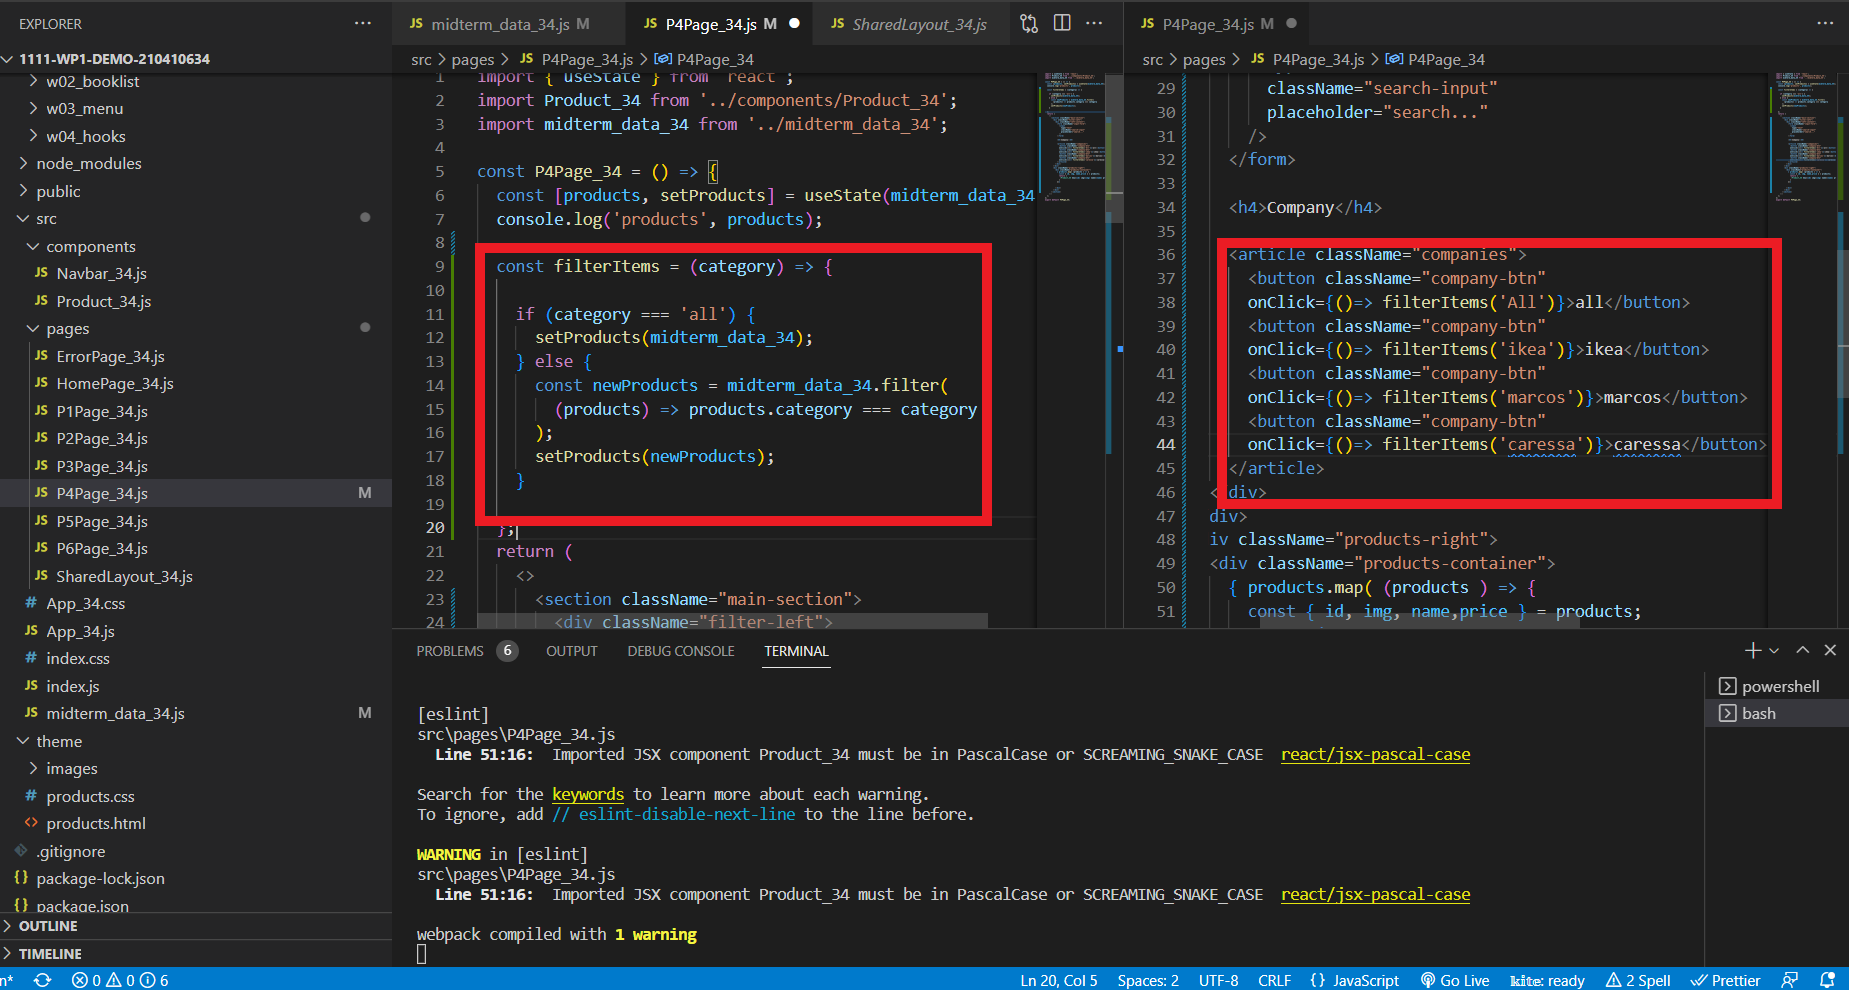 EXPLORER
1111-WP1-DEMO-210410634
w02_booklist
w03_menu
w04_hooks
node_modules
public
src
components
JS Navbar_34.js
JS Product_34.js
pages
JS ErrorPage_34.js
JS HomePage_34.js
JS P1Page_34.js
JS P2Page_34.js
JS P3Page_34.js
JS P4Page_34.js M
JS P5Page_34.js
JS P6Page_34.js
JS SharedLayout_34.js
# App_34.css
JS App_34.js
# index.css
JS index.js
JS midterm_data_34.js M
theme
images
# products.css
<> products.html
.gitignore
{} package-lock.json
{} package.json
OUTLINE
TIMELINE
JS midterm_data_34.js M
JS P4Page_34.js M
JS SharedLayout_34.js
src > pages > JS P4Page_34.js > P4Page_34
1 import { useState } from 'react';
2 import Product_34 from '../components/Product_34';
3 import midterm_data_34 from '../midterm_data_34';
4
5 const P4Page_34 = () => {
6 const [products, setProducts] = useState(midterm_data_34
7 console.log('products', products);
8
9 const filterItems = (category) => {
10
11 if (category === 'all') {
12 setProducts(midterm_data_34);
13 } else {
14 const newProducts = midterm_data_34.filter(
15 (products) => products.category === category
16 );
17 setProducts(newProducts);
18 }
19
20 };
21 return (
22 <>
23 <section className="main-section">
24 <div className="filter-left">
JS P4Page_34.js M
src > pages > JS P4Page_34.js > P4Page_34
29 className="search-input"
30 placeholder="search..."
31 />
32 </form>
33
34 <h4>Company</h4>
35
36 <article className="companies">
37 <button className="company-btn"
38 onClick={()=> filterItems('All')}>all</button>
39 <button className="company-btn"
40 onClick={()=> filterItems('ikea')}>ikea</button>
41 <button className="company-btn"
42 onClick={()=> filterItems('marcos')}>marcos</button>
43 <button className="company-btn"
44 onClick={()=> filterItems('caressa')}>caressa</button>
45 </article>
46 < div>
47 div>
48 iv className="products-right">
49 <div className="products-container">
50 { products.map( (products ) => {
51 const { id, img, name,price } = products;
PROBLEMS 6 OUTPUT DEBUG CONSOLE TERMINAL
powershell
bash
[eslint]
src\pages\P4Page_34.js
Line 51:16: Imported JSX component Product_34 must be in PascalCase or SCREAMING_SNAKE_CASE react/jsx-pascal-case
Search for the keywords to learn more about each warning.
To ignore, add // eslint-disable-next-line to the line before.
WARNING in [eslint]
src\pages\P4Page_34.js
Line 51:16: Imported JSX component Product_34 must be in PascalCase or SCREAMING_SNAKE_CASE react/jsx-pascal-case
webpack compiled with 1 warning
n* 0 0 6 Ln 20, Col 5 Spaces: 2 UTF-8 CRLF {} JavaScript Go Live kite: ready 2 Spell Prettier